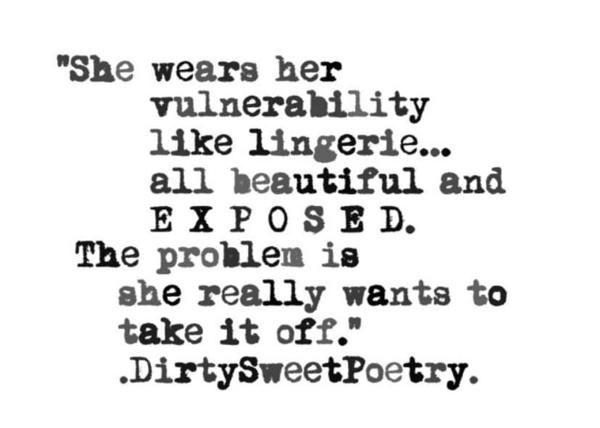 "She wears her
vulnerability
like lingerie...
all beautiful and
E X P O S E D.
The problem is
she really wants to
take it off."
.DirtySweetPoetry.